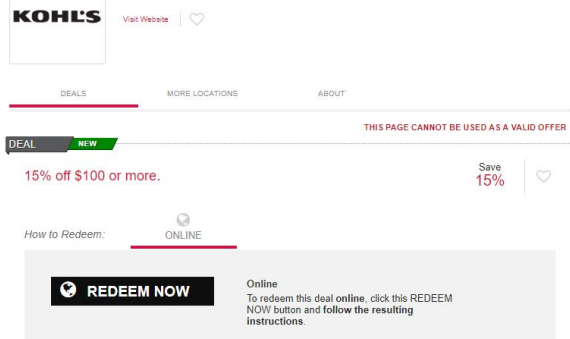 KOHL'S
Visit Website
DEALS MORE LOCATIONS ABOUT
THIS PAGE CANNOT BE USED AS A VALID OFFER
DEAL NEW
15% off $100 or more.
Save
15%
How to Redeem:
ONLINE
REDEEM NOW
Online
To redeem this deal online, click this REDEEM
NOW button and follow the resulting
instructions.